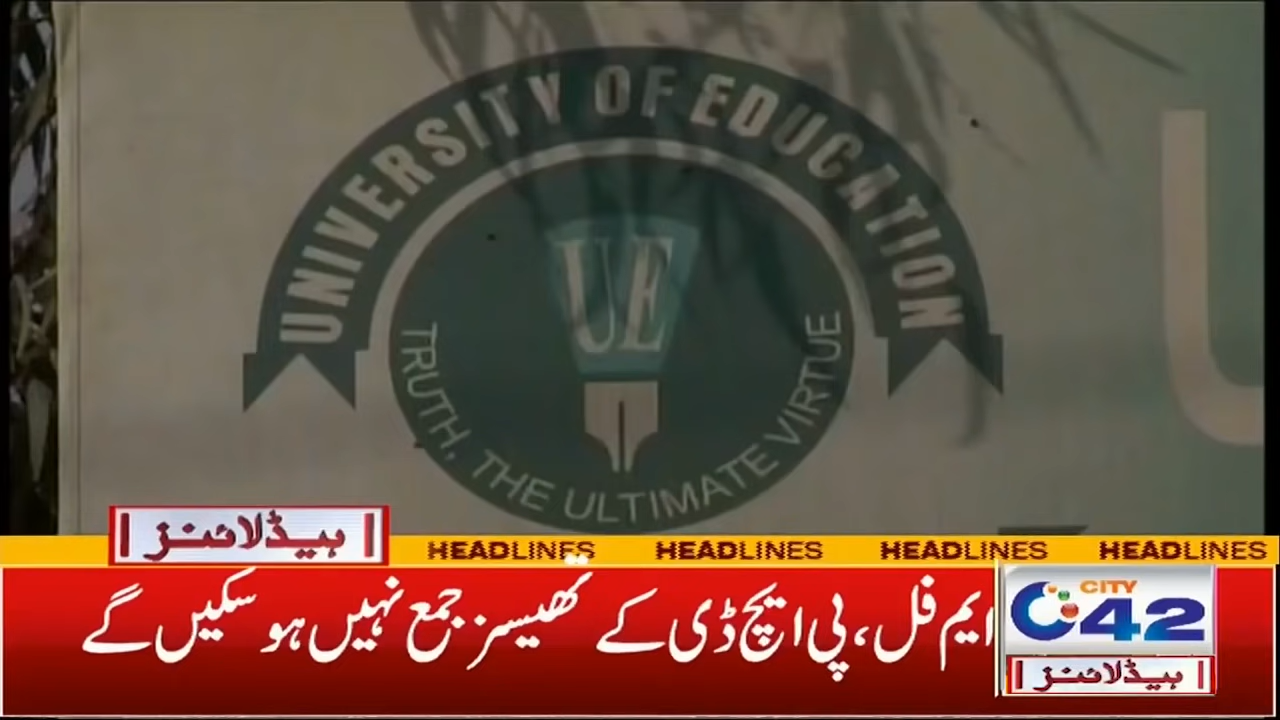 UNIVERSITY OF EDUCATION
UE
TRUTH, THE ULTIMATE VIRTUE
U
ہیڈلائنز
HEADLINES HEADLINES HEADLINES HEADLINES
ایم فل، پی ایچ ڈی کے تھیسز جمع نہیں ہو سکیں گے
CITY
42
ہیڈلائنز